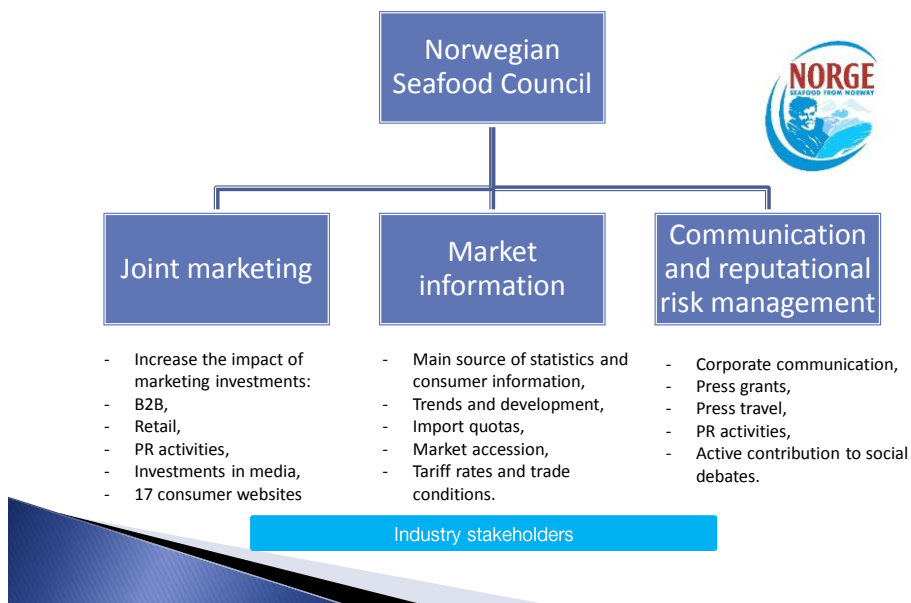 Norwegian
Seafood Council
NORGE
SEAFOOD FROM NORWAY
Joint marketing
Market
information
Communication
and reputational
risk management
- Increase the impact of
marketing investments:
- B2B,
- Retail,
- PR activities,
- Investments in media,
- 17 consumer websites
- Main source of statistics and
consumer information,
- Trends and development,
- Import quotas,
- Market accession,
- Tariff rates and trade
conditions.
- Corporate communication,
- Press grants,
- Press travel,
- PR activities,
- Active contribution to social
debates.
Industry stakeholders